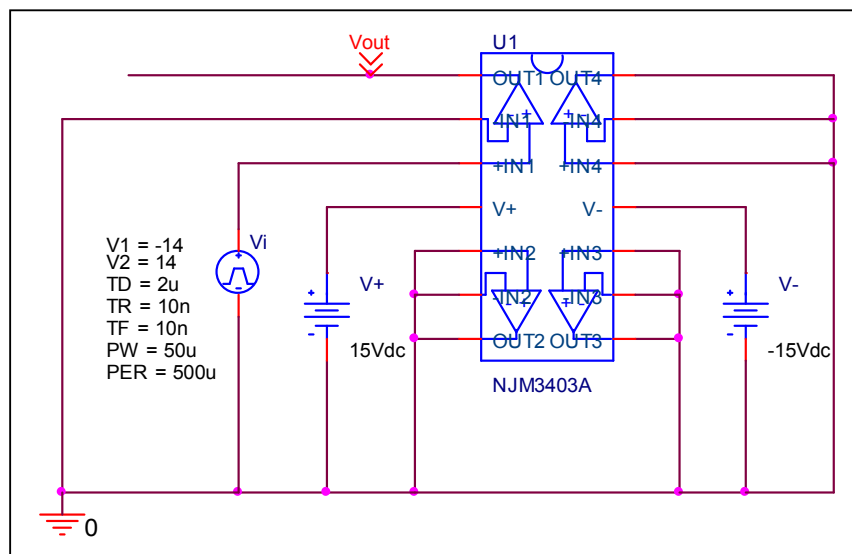 Vout
U1
OUT1 OUT4
-IN1 -IN4
+IN1 +IN4
V+ V-
+IN2 +IN3
-IN2 -IN3
OUT2 OUT3
NJM3403A
Vi
V1 = -14
V2 = 14
TD = 2u
TR = 10n
TF = 10n
PW = 50u
PER = 500u
V+
15Vdc
V-
-15Vdc
0